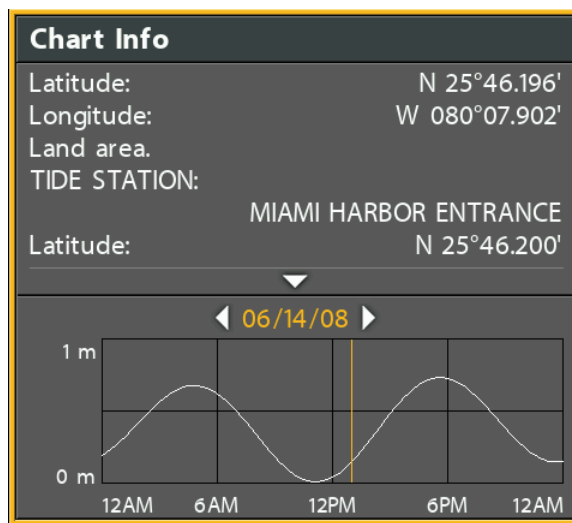 Chart Info
Latitude: N 25°46.196'
Longitude: W 080°07.902'
Land area.
TIDE STATION:
MIAMI HARBOR ENTRANCE
Latitude: N 25°46.200'
06/14/08
1 m
0 m
12AM 6AM 12PM 6PM 12AM